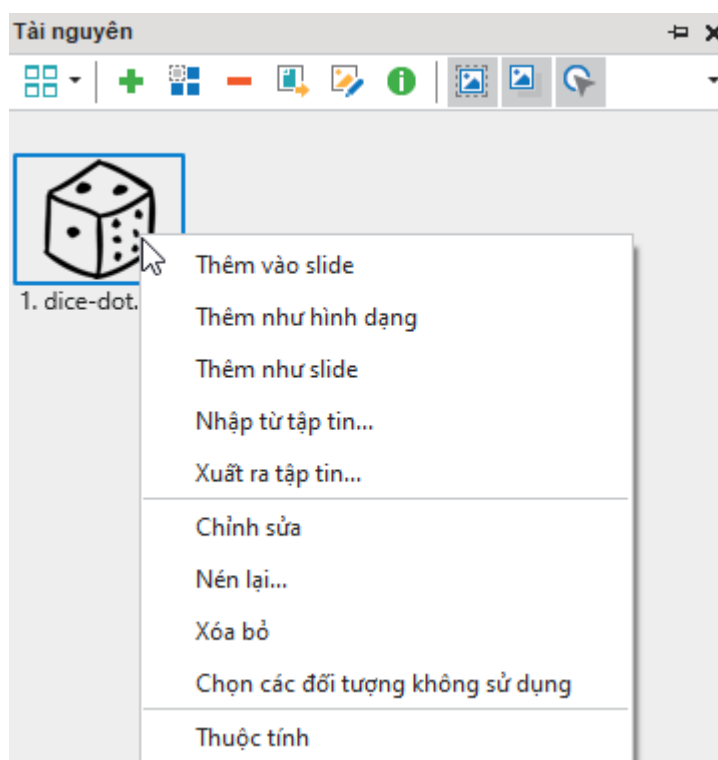 Tài nguyên
1. dice-dot.
Thêm vào slide
Thêm như hình dạng
Thêm như slide
Nhập từ tập tin...
Xuất ra tập tin...
Chỉnh sửa
Nén lại...
Xóa bỏ
Chọn các đối tượng không sử dụng
Thuộc tính